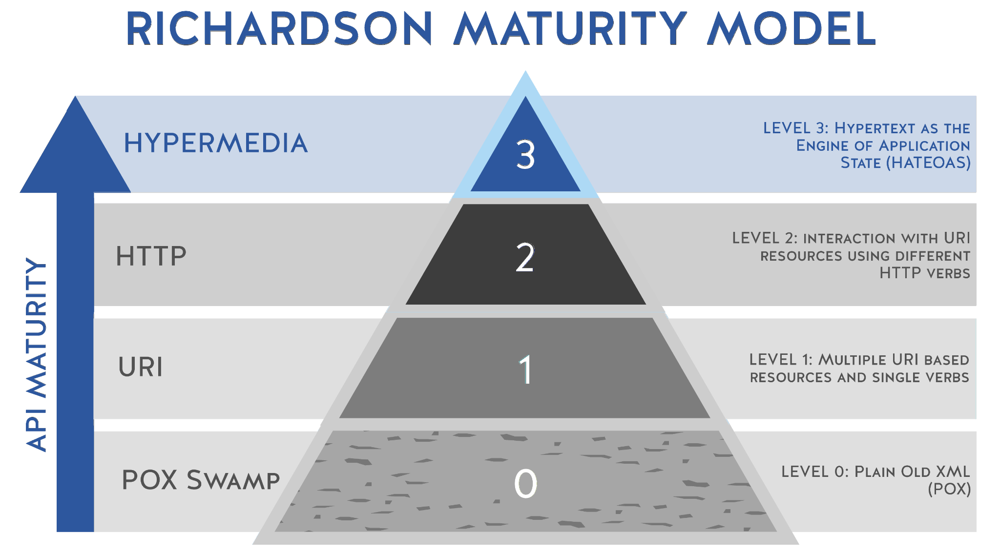 RICHARDSON MATURITY MODEL
API MATURITY
HYPERMEDIA
3
LEVEL 3: HYPERTEXT AS THE
ENGINE OF APPLICATION
STATE (HATEOAS)
HTTP
2
LEVEL 2: INTERACTION WITH URI
RESOURCES USING DIFFERENT
HTTP VERBS
URI
1
LEVEL 1: MULTIPLE URI BASED
RESOURCES AND SINGLE VERBS
POX SWAMP
0
LEVEL 0: PLAIN OLD XML
(POX)